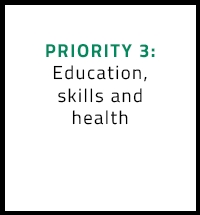 PRIORITY 3:
Education,
skills and
health